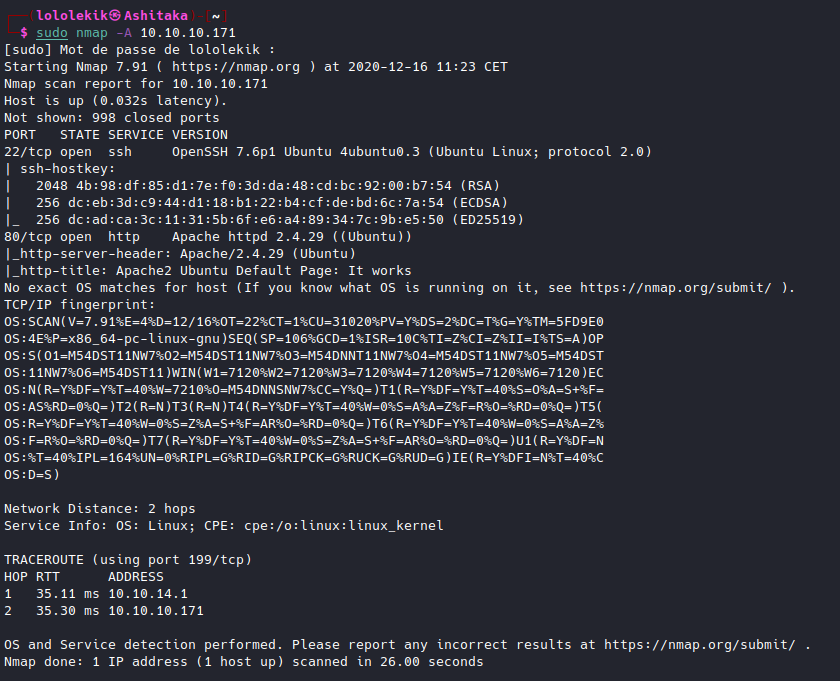 (lololekik㉿Ashitaka)-[~]
$ sudo nmap -A 10.10.10.171
[sudo] Mot de passe de lololekik :
Starting Nmap 7.91 ( https://nmap.org ) at 2020-12-16 11:23 CET
Nmap scan report for 10.10.10.171
Host is up (0.032s latency).
Not shown: 998 closed ports
PORT   STATE SERVICE VERSION
22/tcp open  ssh     OpenSSH 7.6p1 Ubuntu 4ubuntu0.3 (Ubuntu Linux; protocol 2.0)
| ssh-hostkey:
|   2048 4b:98:df:85:d1:7e:f0:3d:da:48:cd:bc:92:00:b7:54 (RSA)
|   256 dc:eb:3d:c9:44:d1:18:b1:22:b4:cf:de:bd:6c:7a:54 (ECDSA)
|_  256 dc:ad:ca:3c:11:31:5b:6f:e6:a4:89:34:7c:9b:e5:50 (ED25519)
80/tcp open  http    Apache httpd 2.4.29 ((Ubuntu))
|_http-server-header: Apache/2.4.29 (Ubuntu)
|_http-title: Apache2 Ubuntu Default Page: It works
No exact OS matches for host (If you know what OS is running on it, see https://nmap.org/submit/ ).
TCP/IP fingerprint:
OS:SCAN(V=7.91%E=4%D=12/16%OT=22%CT=1%CU=31020%PV=Y%DS=2%DC=T%G=Y%TM=5FD9E0
OS:4E%P=x86_64-pc-linux-gnu)SEQ(SP=106%GCD=1%ISR=10C%TI=Z%CI=Z%II=I%TS=A)OP
OS:S(O1=M54DST11NW7%O2=M54DST11NW7%O3=M54DNNT11NW7%O4=M54DST11NW7%O5=M54DST
OS:11NW7%O6=M54DST11)WIN(W1=7120%W2=7120%W3=7120%W4=7120%W5=7120%W6=7120)EC
OS:N(R=Y%DF=Y%T=40%W=7210%O=M54DNNSNW7%CC=Y%Q=)T1(R=Y%DF=Y%T=40%S=O%A=S+%F=
OS:AS%RD=0%Q=)T2(R=N)T3(R=N)T4(R=Y%DF=Y%T=40%W=0%S=A%A=Z%F=R%O=%RD=0%Q=)T5(
OS:R=Y%DF=Y%T=40%W=0%S=Z%A=S+%F=AR%O=%RD=0%Q=)T6(R=Y%DF=Y%T=40%W=0%S=A%A=Z%
OS:F=R%O=%RD=0%Q=)T7(R=Y%DF=Y%T=40%W=0%S=Z%A=S+%F=AR%O=%RD=0%Q=)U1(R=Y%DF=N
OS:%T=40%IPL=164%UN=0%RIPL=G%RID=G%RIPCK=G%RUCK=G%RUD=G)IE(R=Y%DFI=N%T=40%C
OS:D=S)
Network Distance: 2 hops
Service Info: OS: Linux; CPE: cpe:/o:linux:linux_kernel
TRACEROUTE (using port 199/tcp)
HOP RTT      ADDRESS
1   35.11 ms 10.10.14.1
2   35.30 ms 10.10.10.171
OS and Service detection performed. Please report any incorrect results at https://nmap.org/submit/ .
Nmap done: 1 IP address (1 host up) scanned in 26.00 seconds